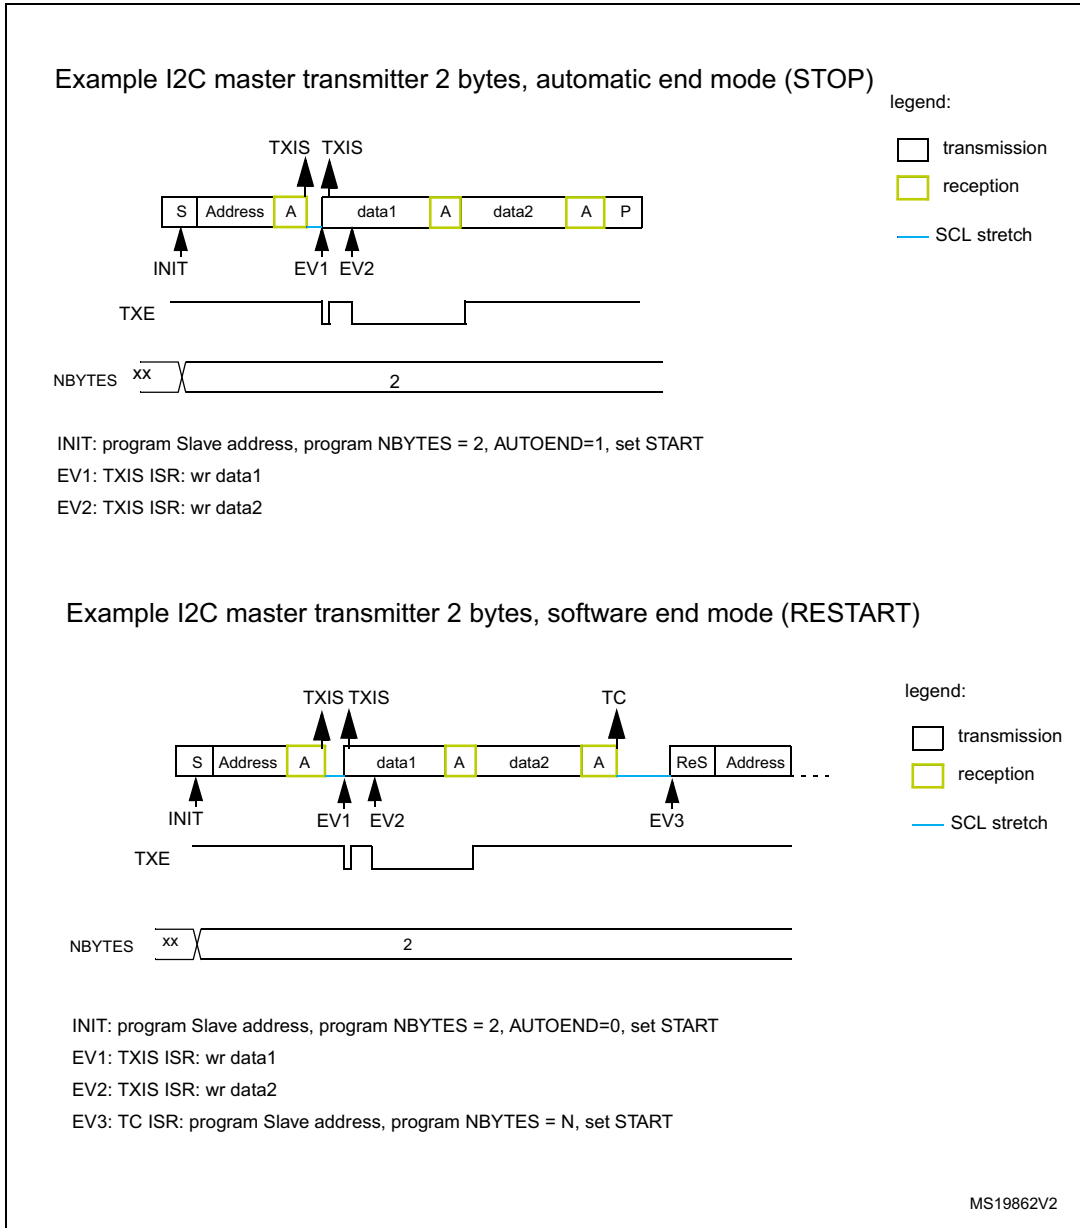 Example I2C master transmitter 2 bytes, automatic end mode (STOP)
legend:
transmission
reception
SCL stretch
TXIS TXIS
S Address A data1 A data2 A P
INIT EV1 EV2
TXE
NBYTES xx 2
INIT: program Slave address, program NBYTES = 2, AUTOEND=1, set START
EV1: TXIS ISR: wr data1
EV2: TXIS ISR: wr data2
Example I2C master transmitter 2 bytes, software end mode (RESTART)
legend:
transmission
reception
SCL stretch
TXIS TXIS TC
S Address A data1 A data2 A ReS Address
INIT EV1 EV2 EV3
TXE
NBYTES xx 2
INIT: program Slave address, program NBYTES = 2, AUTOEND=0, set START
EV1: TXIS ISR: wr data1
EV2: TXIS ISR: wr data2
EV3: TC ISR: program Slave address, program NBYTES = N, set START
MS19862V2